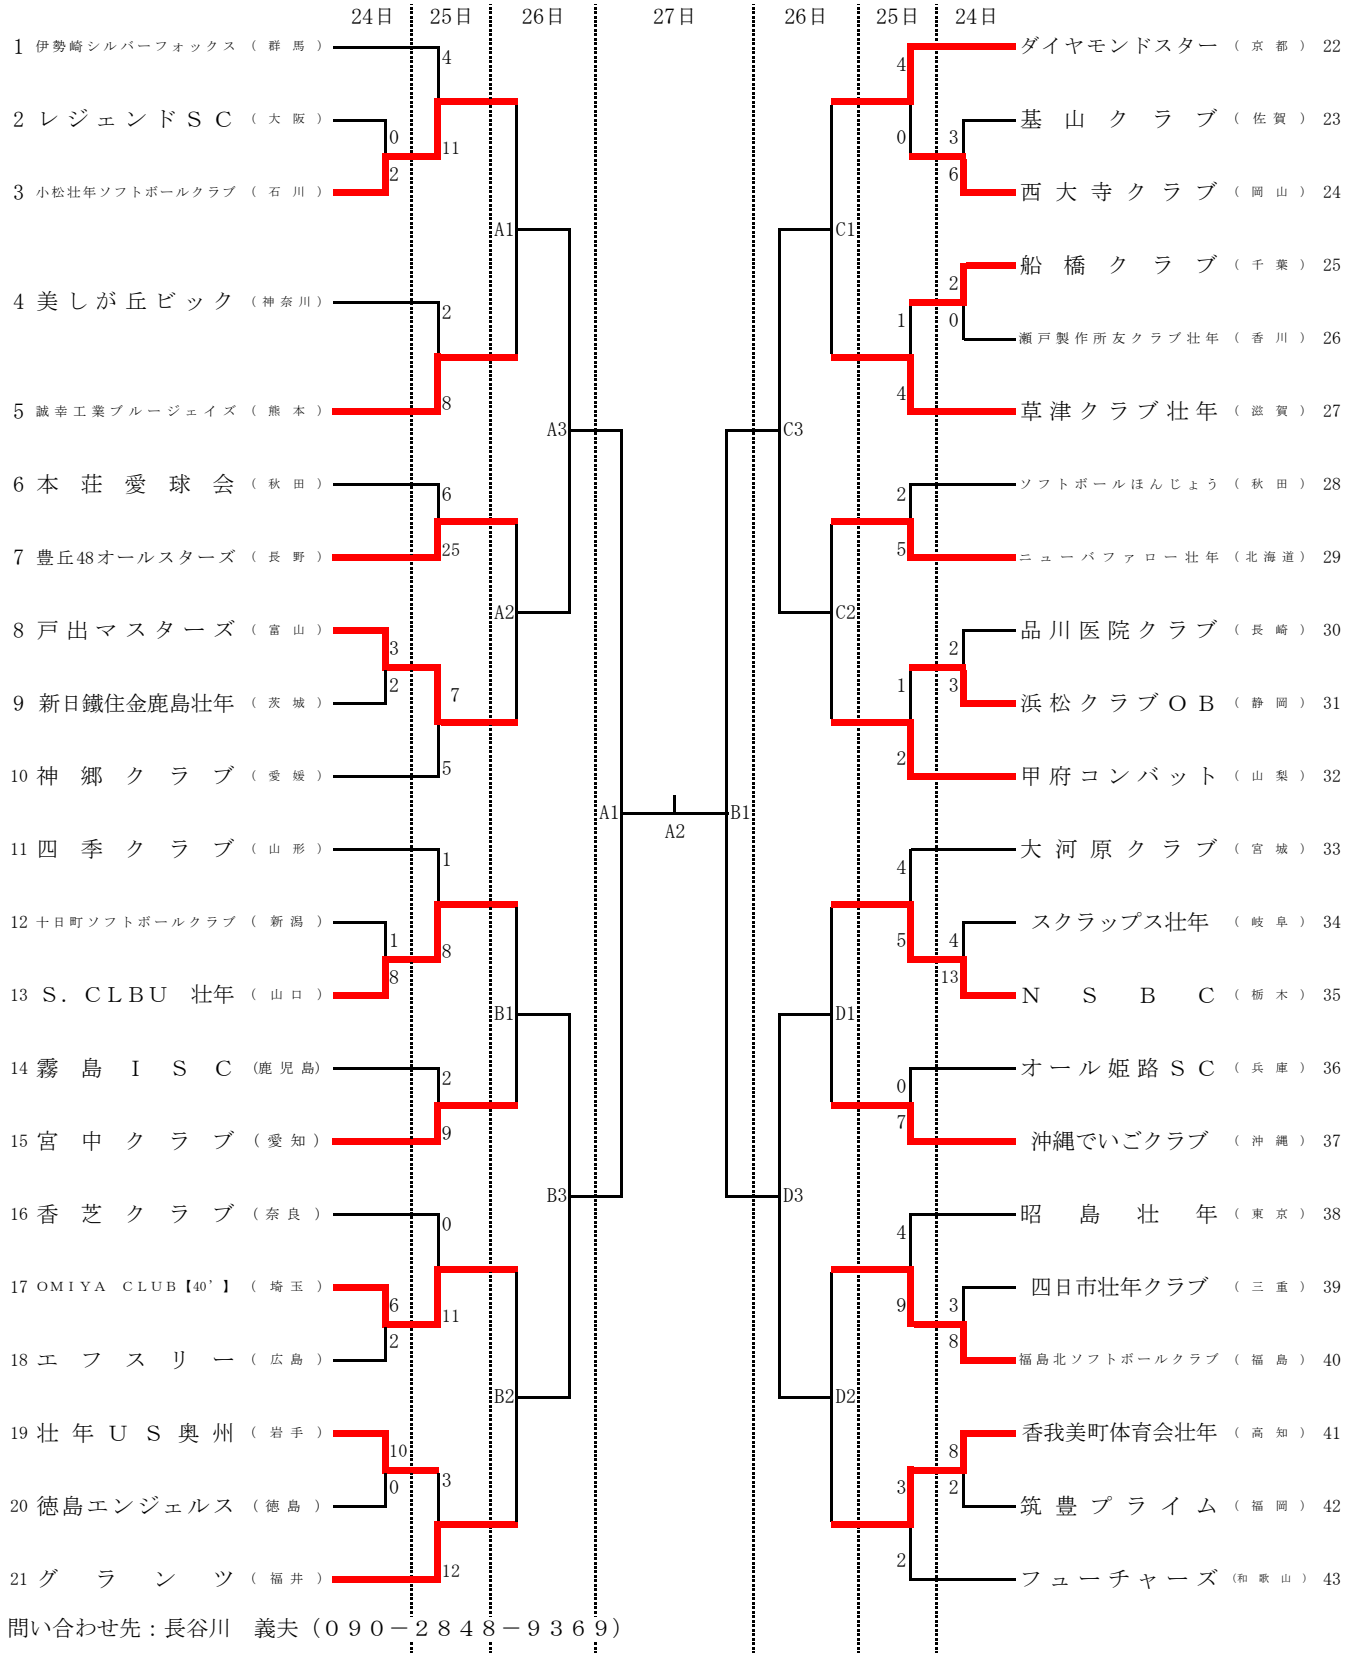 24日 25日 26日 27日 26日 25日 24日
1 伊勢崎シルバーフォックス （群馬）
4
2 レジェンドＳＣ （大阪）
0
11
2
3 小松壮年ソフトボールクラブ （石川）
A1
4 美しが丘ビック （神奈川）
2
8
5 誠幸工業ブルージェイズ （熊本）
A3
6 本荘愛球会 （秋田）
6
25
7 豊丘48オールスターズ （長野）
A2
8 戸出マスターズ （富山）
3
2
7
9 新日鐵住金鹿島壮年 （茨城）
5
10 神郷クラブ （愛媛）
A1
A2
B1
11 四季クラブ （山形）
1
12 十日町ソフトボールクラブ （新潟）
1
8
8
13 Ｓ．ＣＬＢＵ 壮年 （山口）
B1
14 霧島ＩＳＣ （鹿児島）
2
9
15 宮中クラブ （愛知）
B3
16 香芝クラブ （奈良）
0
17 ＯＭＩＹＡ ＣＬＵＢ【40’】 （埼玉）
6
11
2
18 エフスリー （広島）
B2
19 壮年ＵＳ奥州 （岩手）
10
3
0
20 徳島エンジェルス （徳島）
12
21 グランツ （福井）
ダイヤモンドスター （京都） 22
4
基山クラブ （佐賀） 23
0
3
6
西大寺クラブ （岡山） 24
C1
船橋クラブ （千葉） 25
2
1
0
瀬戸製作所友クラブ壮年 （香川） 26
4
草津クラブ壮年 （滋賀） 27
C3
ソフトボールほんじょう （秋田） 28
2
5
ニューバファロー壮年 （北海道） 29
C2
品川医院クラブ （長崎） 30
2
1
3
浜松クラブＯＢ （静岡） 31
2
甲府コンバット （山梨） 32
大河原クラブ （宮城） 33
4
スクラップス壮年 （岐阜） 34
5
4
13
ＮＳＢＣ （栃木） 35
D1
オール姫路ＳＣ （兵庫） 36
0
7
沖縄でいごクラブ （沖縄） 37
D3
昭島壮年 （東京） 38
4
四日市壮年クラブ （三重） 39
9
3
8
福島北ソフトボールクラブ （福島） 40
D2
香我美町体育会壮年 （高知） 41
8
3
2
筑豊プライム （福岡） 42
2
フューチャーズ （和歌山） 43
問い合わせ先：長谷川 義夫（０９０－２８４８－９３６９）